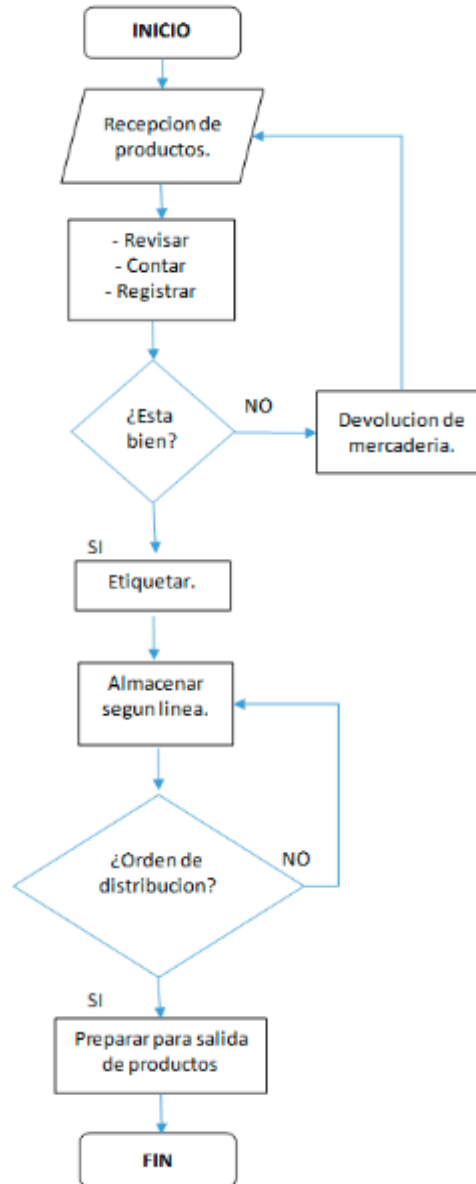 INICIO
Recepcion de
productos.
- Revisar
- Contar
- Registrar
¿Esta
bien?
NO
Devolucion de
mercaderia.
SI
Etiquetar.
Almacenar
segun linea.
¿Orden de
distribucion?
NO
SI
Preparar para salida
de productos
FIN